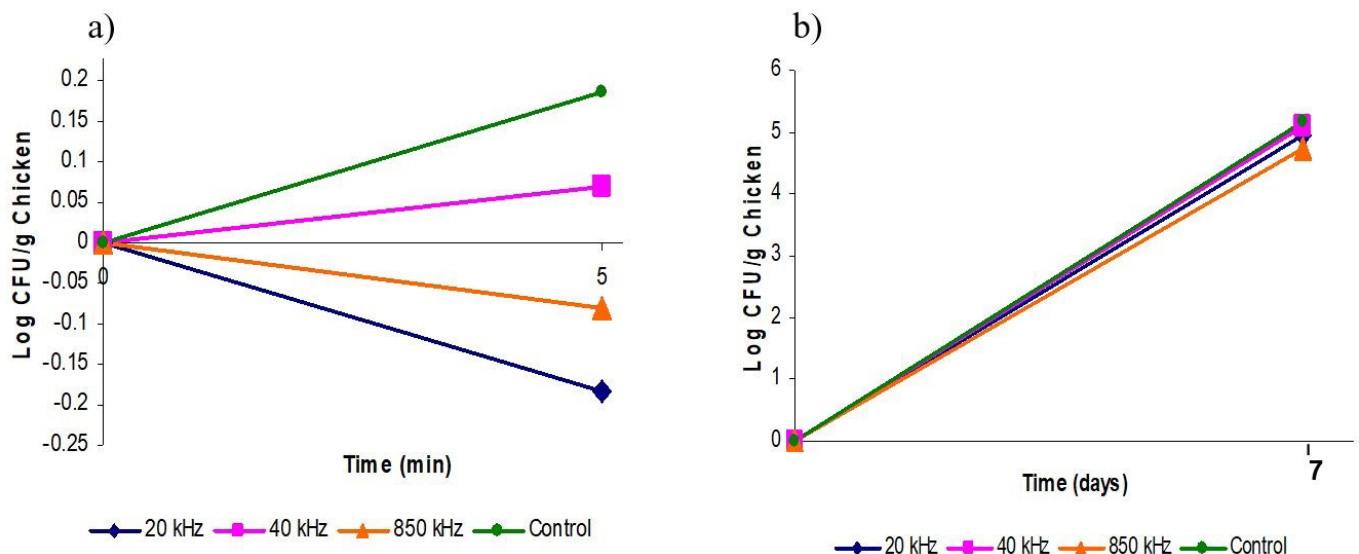 a)
Log CFU/g Chicken
0.2
0.15
0.1
0.05
0
-0.05
-0.1
-0.15
-0.2
-0.25
0
5
Time (min)
20 kHz 40 kHz 850 kHz Control
b)
Log CFU/g Chicken
6
5
4
3
2
1
0
7
Time (days)
20 kHz 40 kHz 850 kHz Control